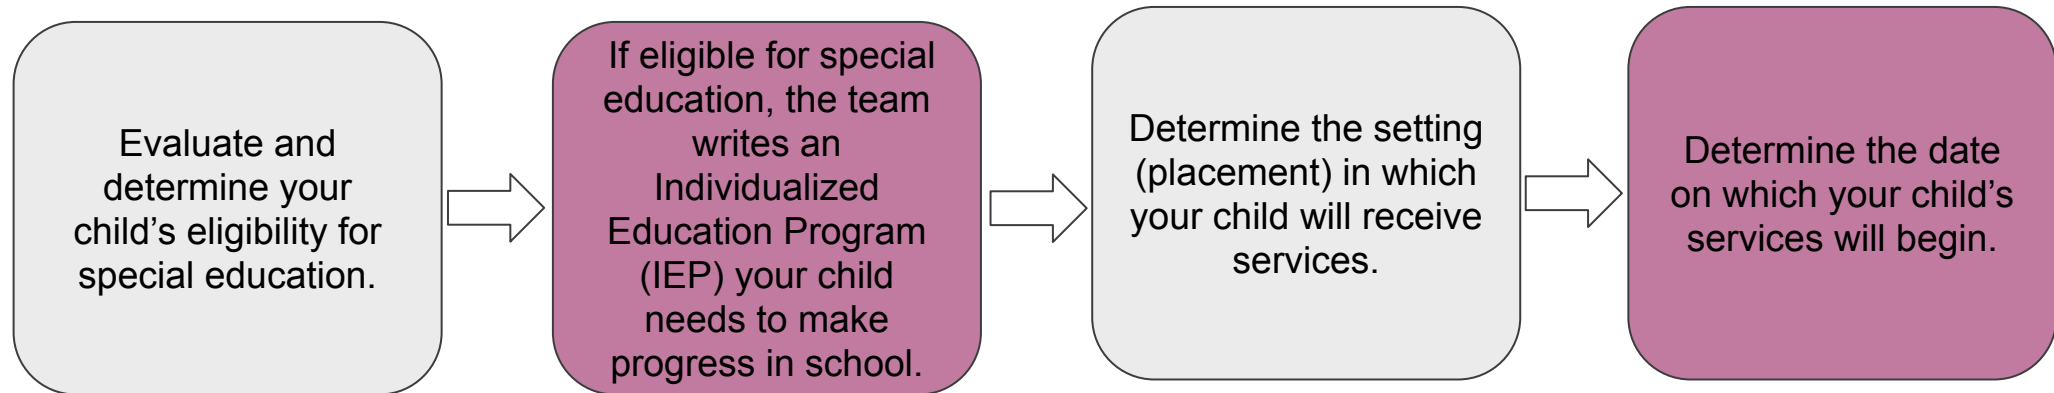 Evaluate and
determine your
child’s eligibility for
special education.
If eligible for special
education, the team
writes an
Individualized
Education Program
(IEP) your child
needs to make
progress in school.
Determine the setting
(placement) in which
your child will receive
services.
Determine the date
on which your child’s
services will begin.